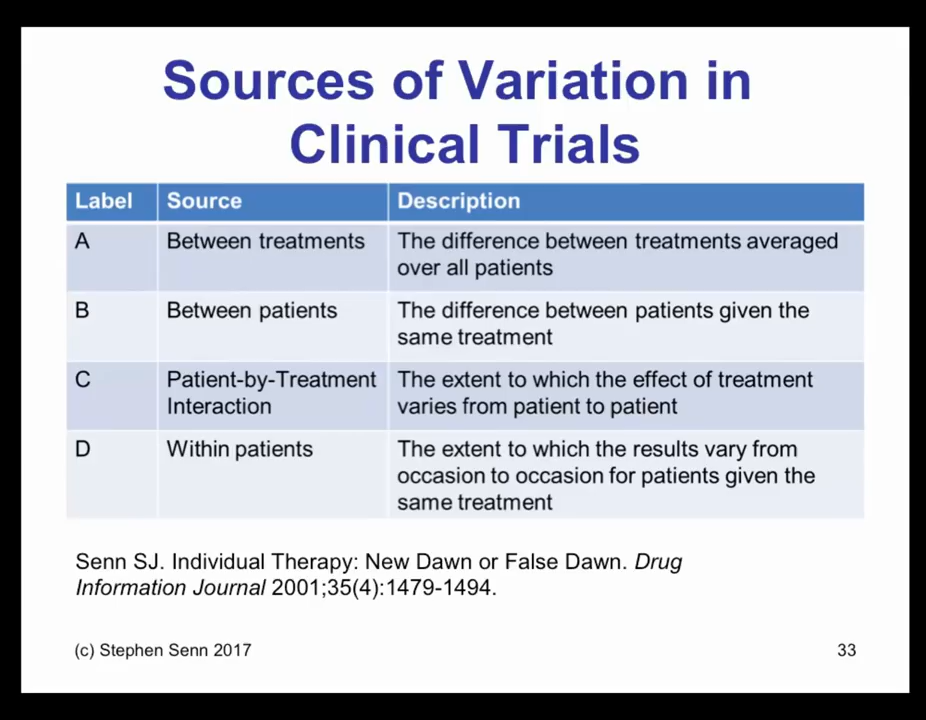 Sources of Variation in
Clinical Trials
Label Source Description
A Between treatments The difference between treatments averaged
over all patients
B Between patients The difference between patients given the
same treatment
C Patient-by-Treatment The extent to which the effect of treatment
Interaction varies from patient to patient
D Within patients The extent to which the results vary from
occasion to occasion for patients given the
same treatment
Senn SJ. Individual Therapy: New Dawn or False Dawn. Drug
Information Journal 2001;35(4):1479-1494.
(c) Stephen Senn 2017 33